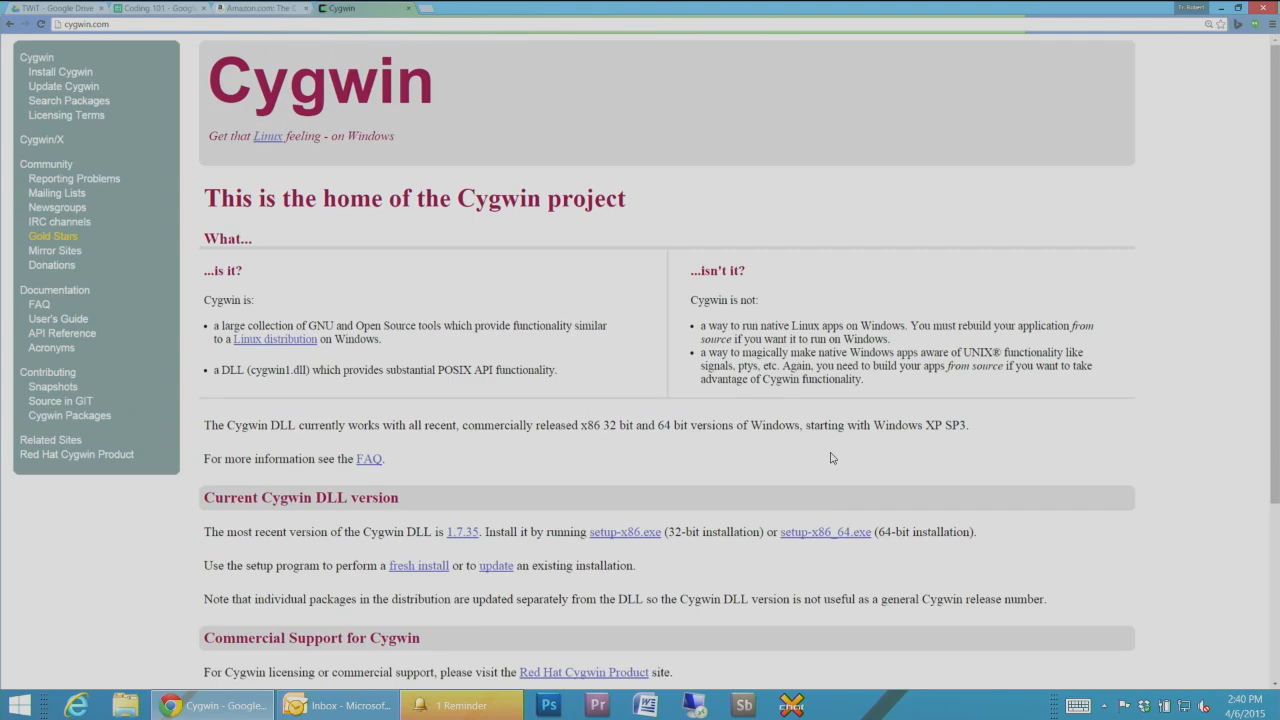 TWiT - Google Drive
Coding 101 - Goog
Amazon.com: The
Cygwin
Fr. Robert
cygwin.com
Cygwin
Install Cygwin
Update Cygwin
Search Packages
Licensing Terms
Cygwin/X
Community
Reporting Problems
Mailing Lists
Newsgroups
IRC channels
Gold Stars
Mirror Sites
Donations
Documentation
FAQ
User's Guide
API Reference
Acronyms
Contributing
Snapshots
Source in GIT
Cygwin Packages
Related Sites
Red Hat Cygwin Product
Cygwin
Get that Linux feeling - on Windows
This is the home of the Cygwin project
What...
...is it?
Cygwin is:
• a large collection of GNU and Open Source tools which provide functionality similar
to a Linux distribution on Windows.
• a DLL (cygwin1.dll) which provides substantial POSIX API functionality.
...isn't it?
Cygwin is not:
• a way to run native Linux apps on Windows. You must rebuild your application from
source if you want it to run on Windows.
• a way to magically make native Windows apps aware of UNIX® functionality like
signals, ptys, etc. Again, you need to build your apps from source if you want to take
advantage of Cygwin functionality.
The Cygwin DLL currently works with all recent, commercially released x86 32 bit and 64 bit versions of Windows, starting with Windows XP SP3.
For more information see the FAQ.
Current Cygwin DLL version
The most recent version of the Cygwin DLL is 1.7.35. Install it by running setup-x86.exe (32-bit installation) or setup-x86_64.exe (64-bit installation).
Use the setup program to perform a fresh install or to update an existing installation.
Note that individual packages in the distribution are updated separately from the DLL so the Cygwin DLL version is not useful as a general Cygwin release number.
Commercial Support for Cygwin
For Cygwin licensing or commercial support, please visit the Red Hat Cygwin Product site.
Cygwin - Google...
Inbox - Microsof...
1 Reminder
Ps
Pr
Sb
2:40 PM
4/6/2015